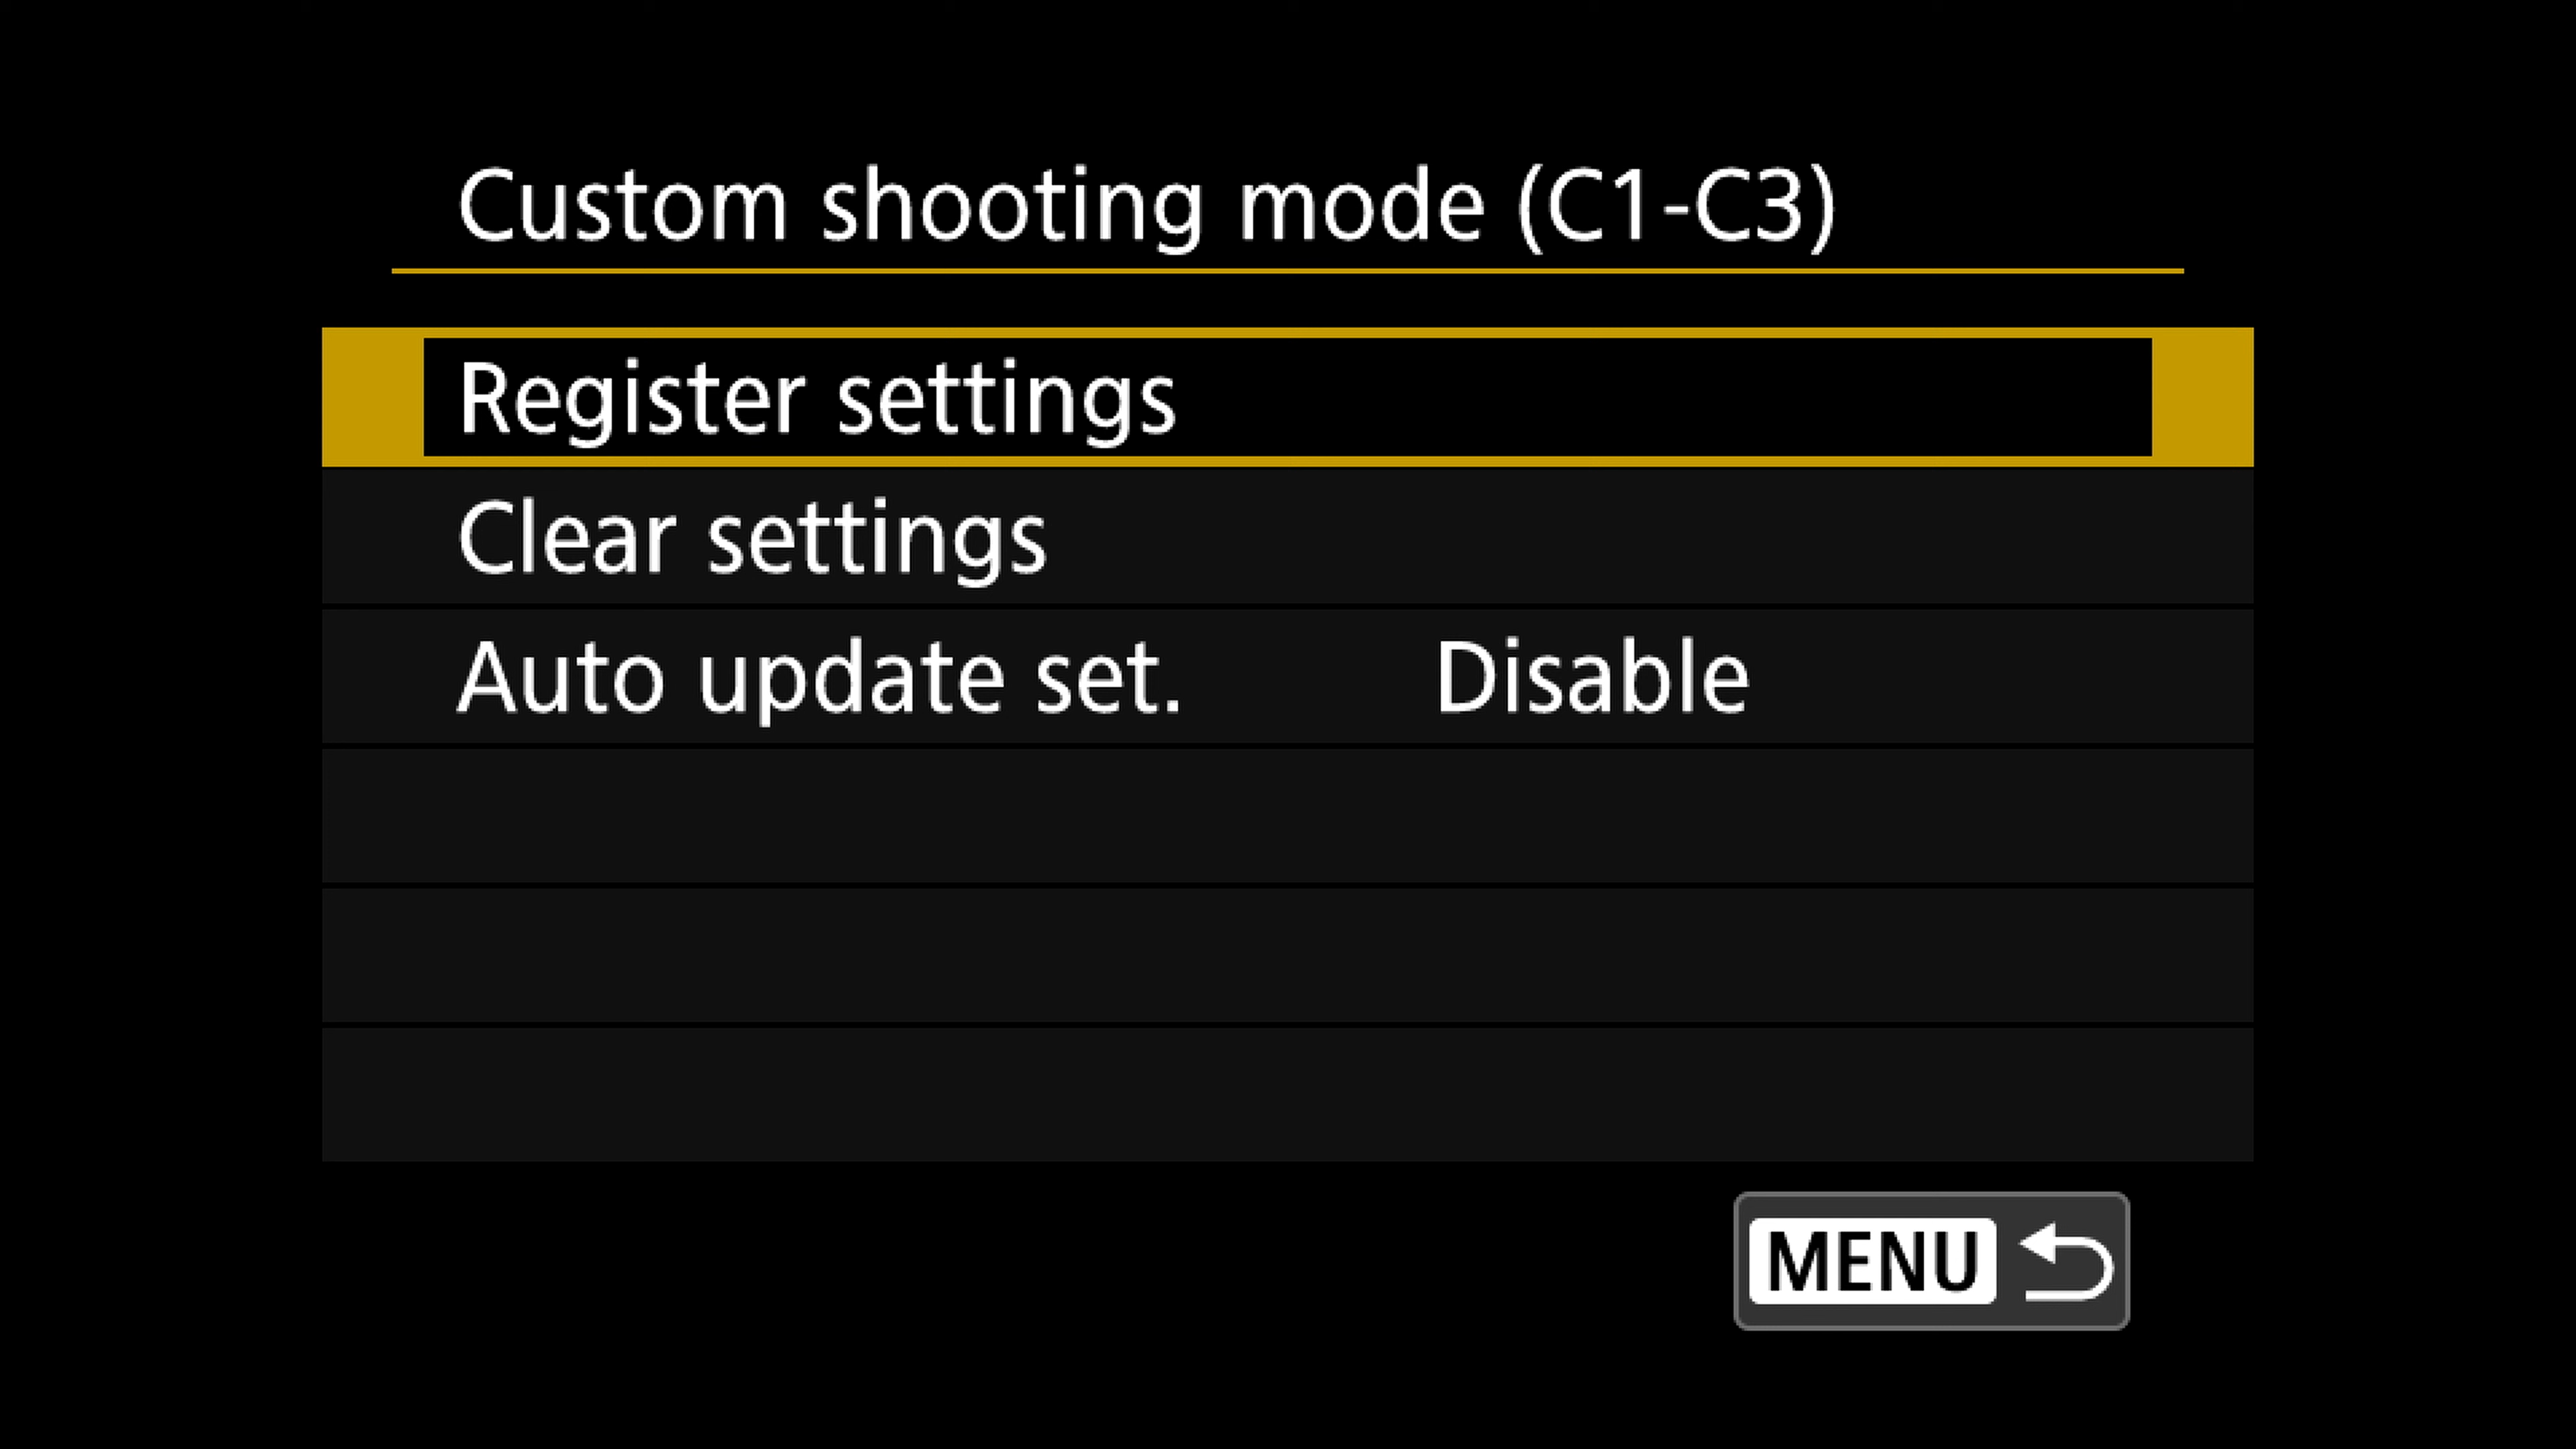 Custom shooting mode (C1-C3)
Register settings
Clear settings
Auto update set. Disable
MENU